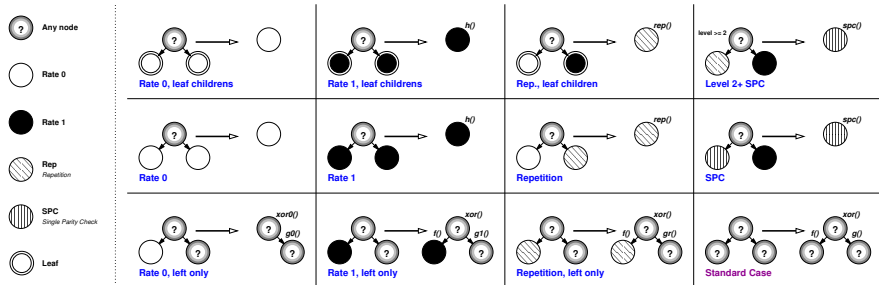 ? Any node
Rate 0
Rate 1
Rep
Repetition
SPC
Single Parity Check
Leaf
?
Rate 0, leaf childrens
?
h()
Rate 1, leaf childrens
?
rep()
Rep., leaf children
level >= 2
?
spc()
Level 2+ SPC
?
Rate 0
?
h()
Rate 1
?
rep()
Repetition
?
spc()
SPC
xor0()
? ?
g0()
? ?
Rate 0, left only
xor()
? ?
f() g1()
? ?
Rate 1, left only
xor()
? ?
f() gr()
? ?
Repetition, left only
xor()
? ?
f() g()
? ? ? ?
Standard Case